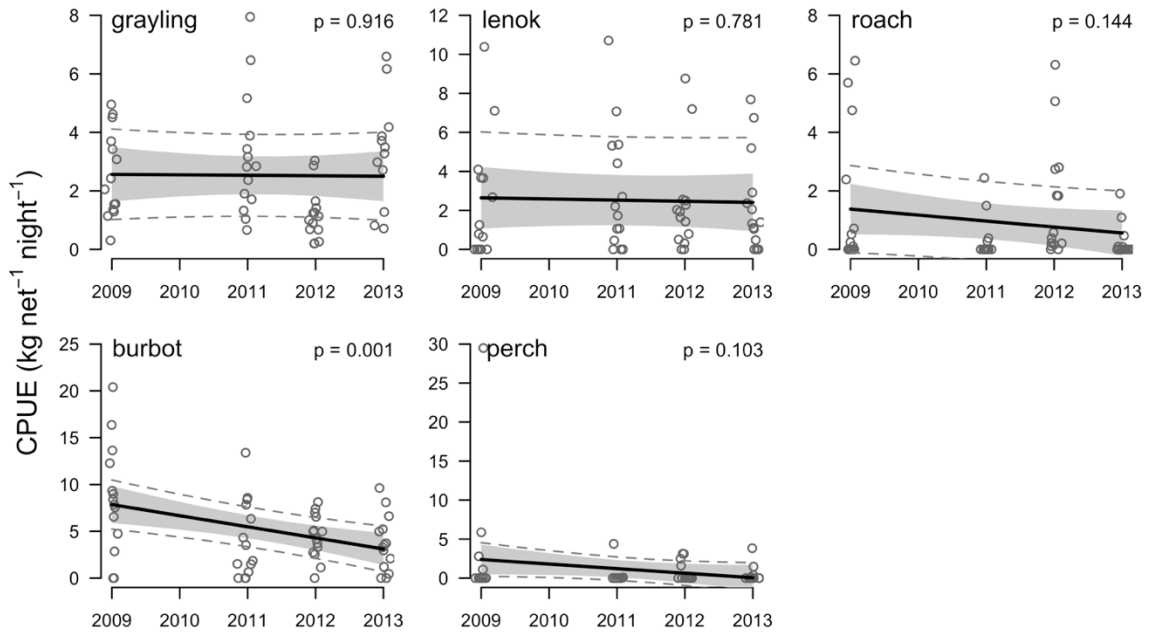 grayling p = 0.916
8
6
4
2
0
2009 2010 2011 2012 2013
lenok p = 0.781
12
10
8
6
4
2
0
2009 2010 2011 2012 2013
roach p = 0.144
8
6
4
2
0
2009 2010 2011 2012 2013
CPUE (kg net⁻¹ night⁻¹)
burbot p = 0.001
25
20
15
10
5
0
2009 2010 2011 2012 2013
perch p = 0.103
30
25
20
15
10
5
0
2009 2010 2011 2012 2013